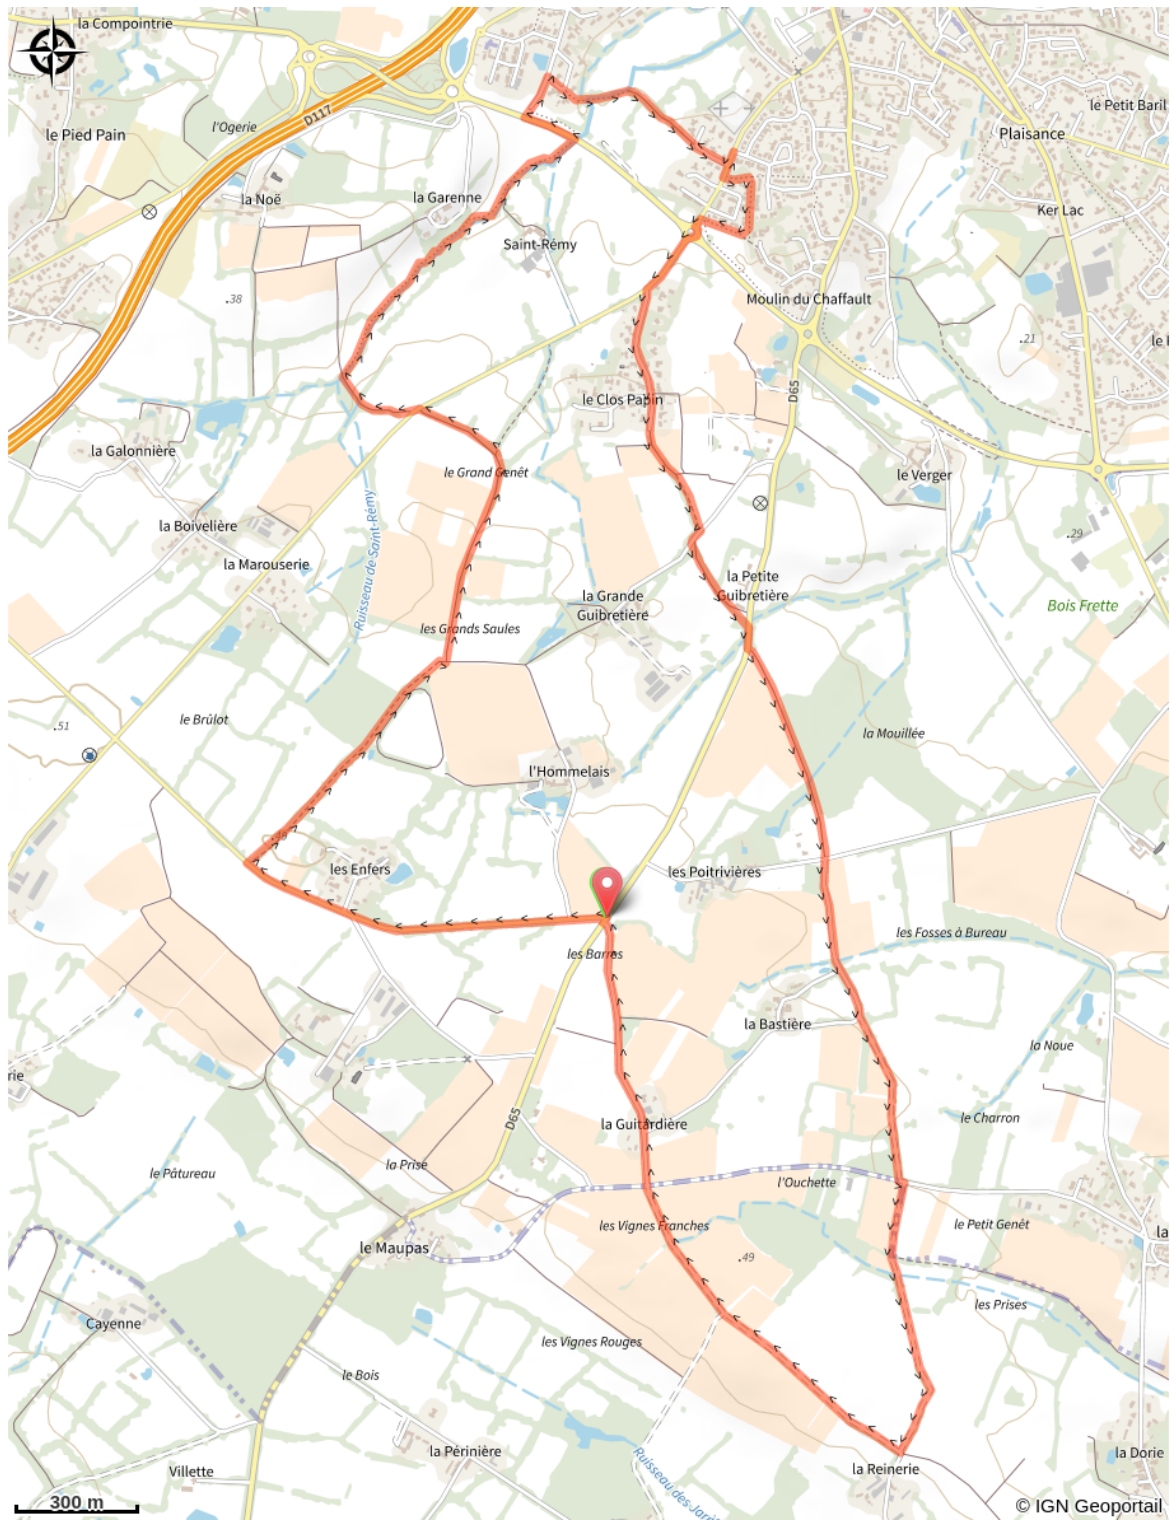 la Compointrie
D117
l'Ogerie
le Pied Pain
le Petit Baril
Plaisance
la Noë
la Garenne
Ker Lac
Saint-Rémy
.38
Moulin du Chaffault
.21
D65
le Clos Papin
la Galonnière
le Grand Genêt
le Verger
la Boivelière
.29
la Marouserie
Ruisseau de Saint-Rémy
la Petite
Guibretière
la Grande
Guibretière
Bois Frette
les Grands Saules
le Brûlot
.51
la Mouillée
l'Hommelais
les Enfers
les Poitrivières
les Fosses à Bureau
les Barres
la Bastière
la Noue
rie
le Charron
D65
la Guitardière
la Prise
le Pâtureau
l'Ouchette
les Vignes Franches
le Petit Genêt
la
le Maupas
.49
les Prises
Cayenne
les Vignes Rouges
le Bois
la Périnière
la Dorie
Villette
la Reinerie
300 m
© IGN Geoportail